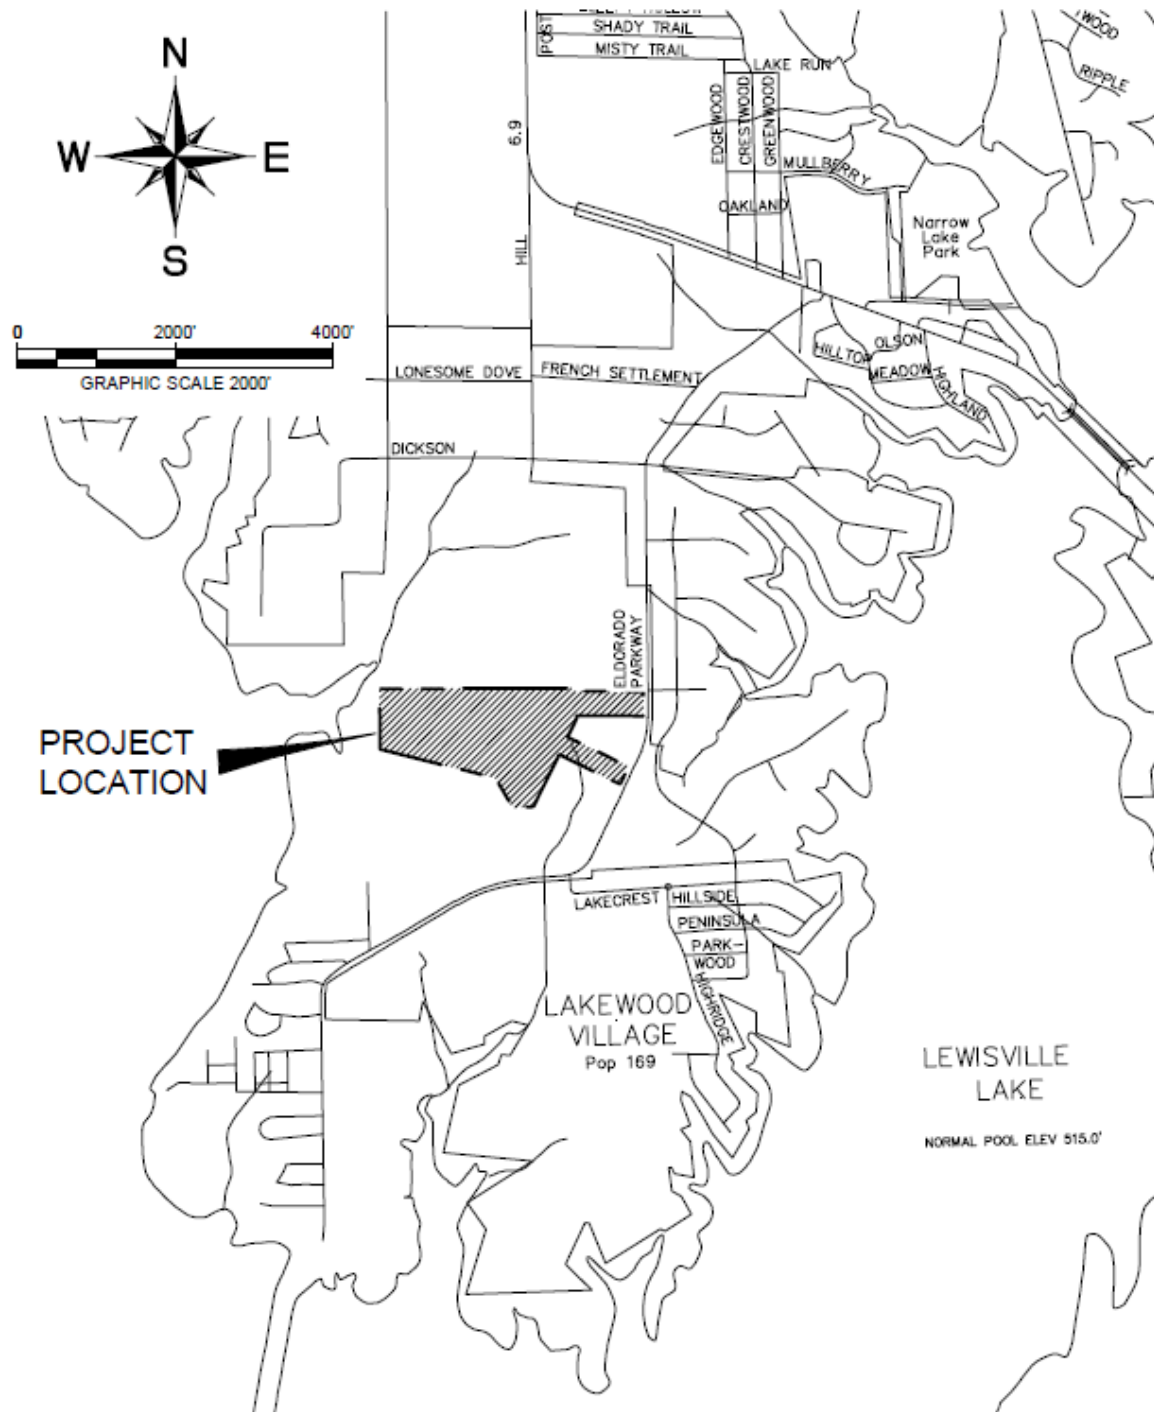 N
W E
S
0 2000' 4000'
GRAPHIC SCALE 2000'
POST
SHADY TRAIL
MISTY TRAIL
LAKE RUN
EDGEWOOD
CRESTWOOD
GREENWOOD
MULLBERRY
OAKLAND
RIPPLE
Narrow
Lake
Park
6.9
HILL
HILLTOP
OLSON
MEADOW
HIGHLAND
LONESOME DOVE
FRENCH SETTLEMENT
DICKSON
ELDORADO
PARKWAY
PROJECT
LOCATION
LAKECREST
HILLSIDE
PENINSULA
PARK-
WOOD
HIGHRIDGE
LAKEWOOD
VILLAGE
Pop 169
LEWISVILLE
LAKE
NORMAL POOL ELEV 515.0'